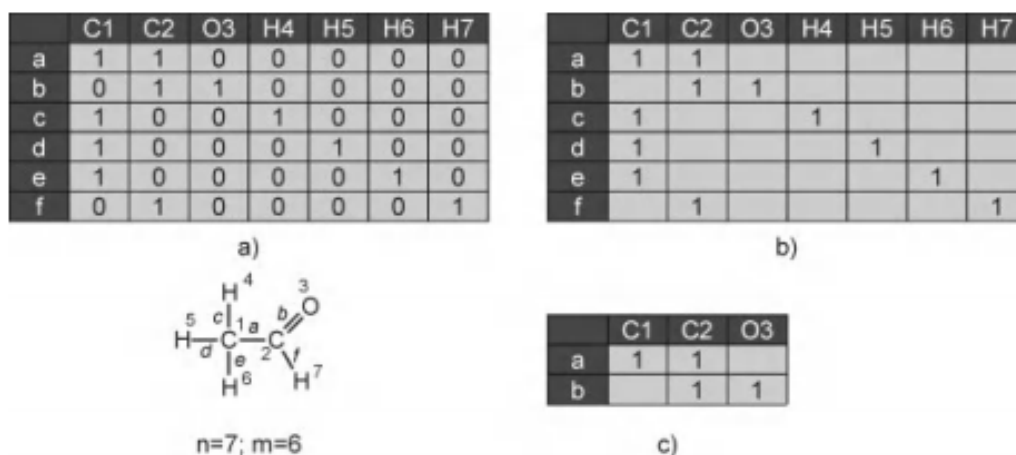 C1 C2 O3 H4 H5 H6 H7
a 1 1 0 0 0 0 0
b 0 1 1 0 0 0 0
c 1 0 0 1 0 0 0
d 1 0 0 0 1 0 0
e 1 0 0 0 0 1 0
f 0 1 0 0 0 0 1
a)
C1 C2 O3 H4 H5 H6 H7
a 1 1
b 1 1
c 1 1
d 1 1
e 1 1
f 1 1
b)
H 4 3 O
5 c 1 b
H d C a C
e 2 f
H 6 H 7
n=7; m=6
C1 C2 O3
a 1 1
b 1 1
c)